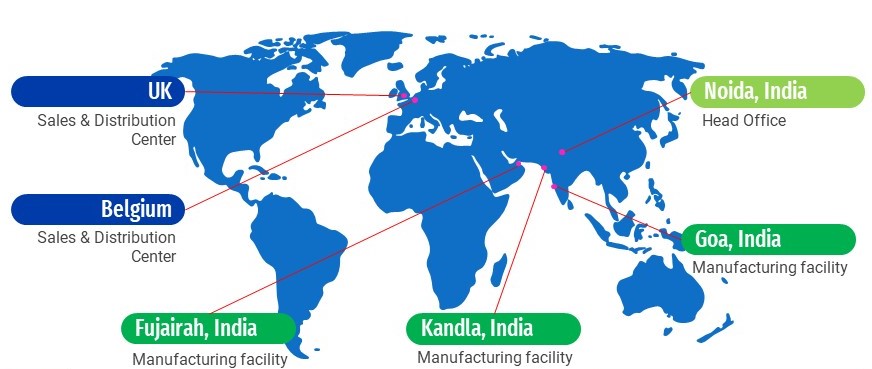 UK
Sales & Distribution
Center
Noida, India
Head Office
Belgium
Sales & Distribution
Center
Goa, India
Manufacturing facility
Fujairah, India
Manufacturing facility
Kandla, India
Manufacturing facility